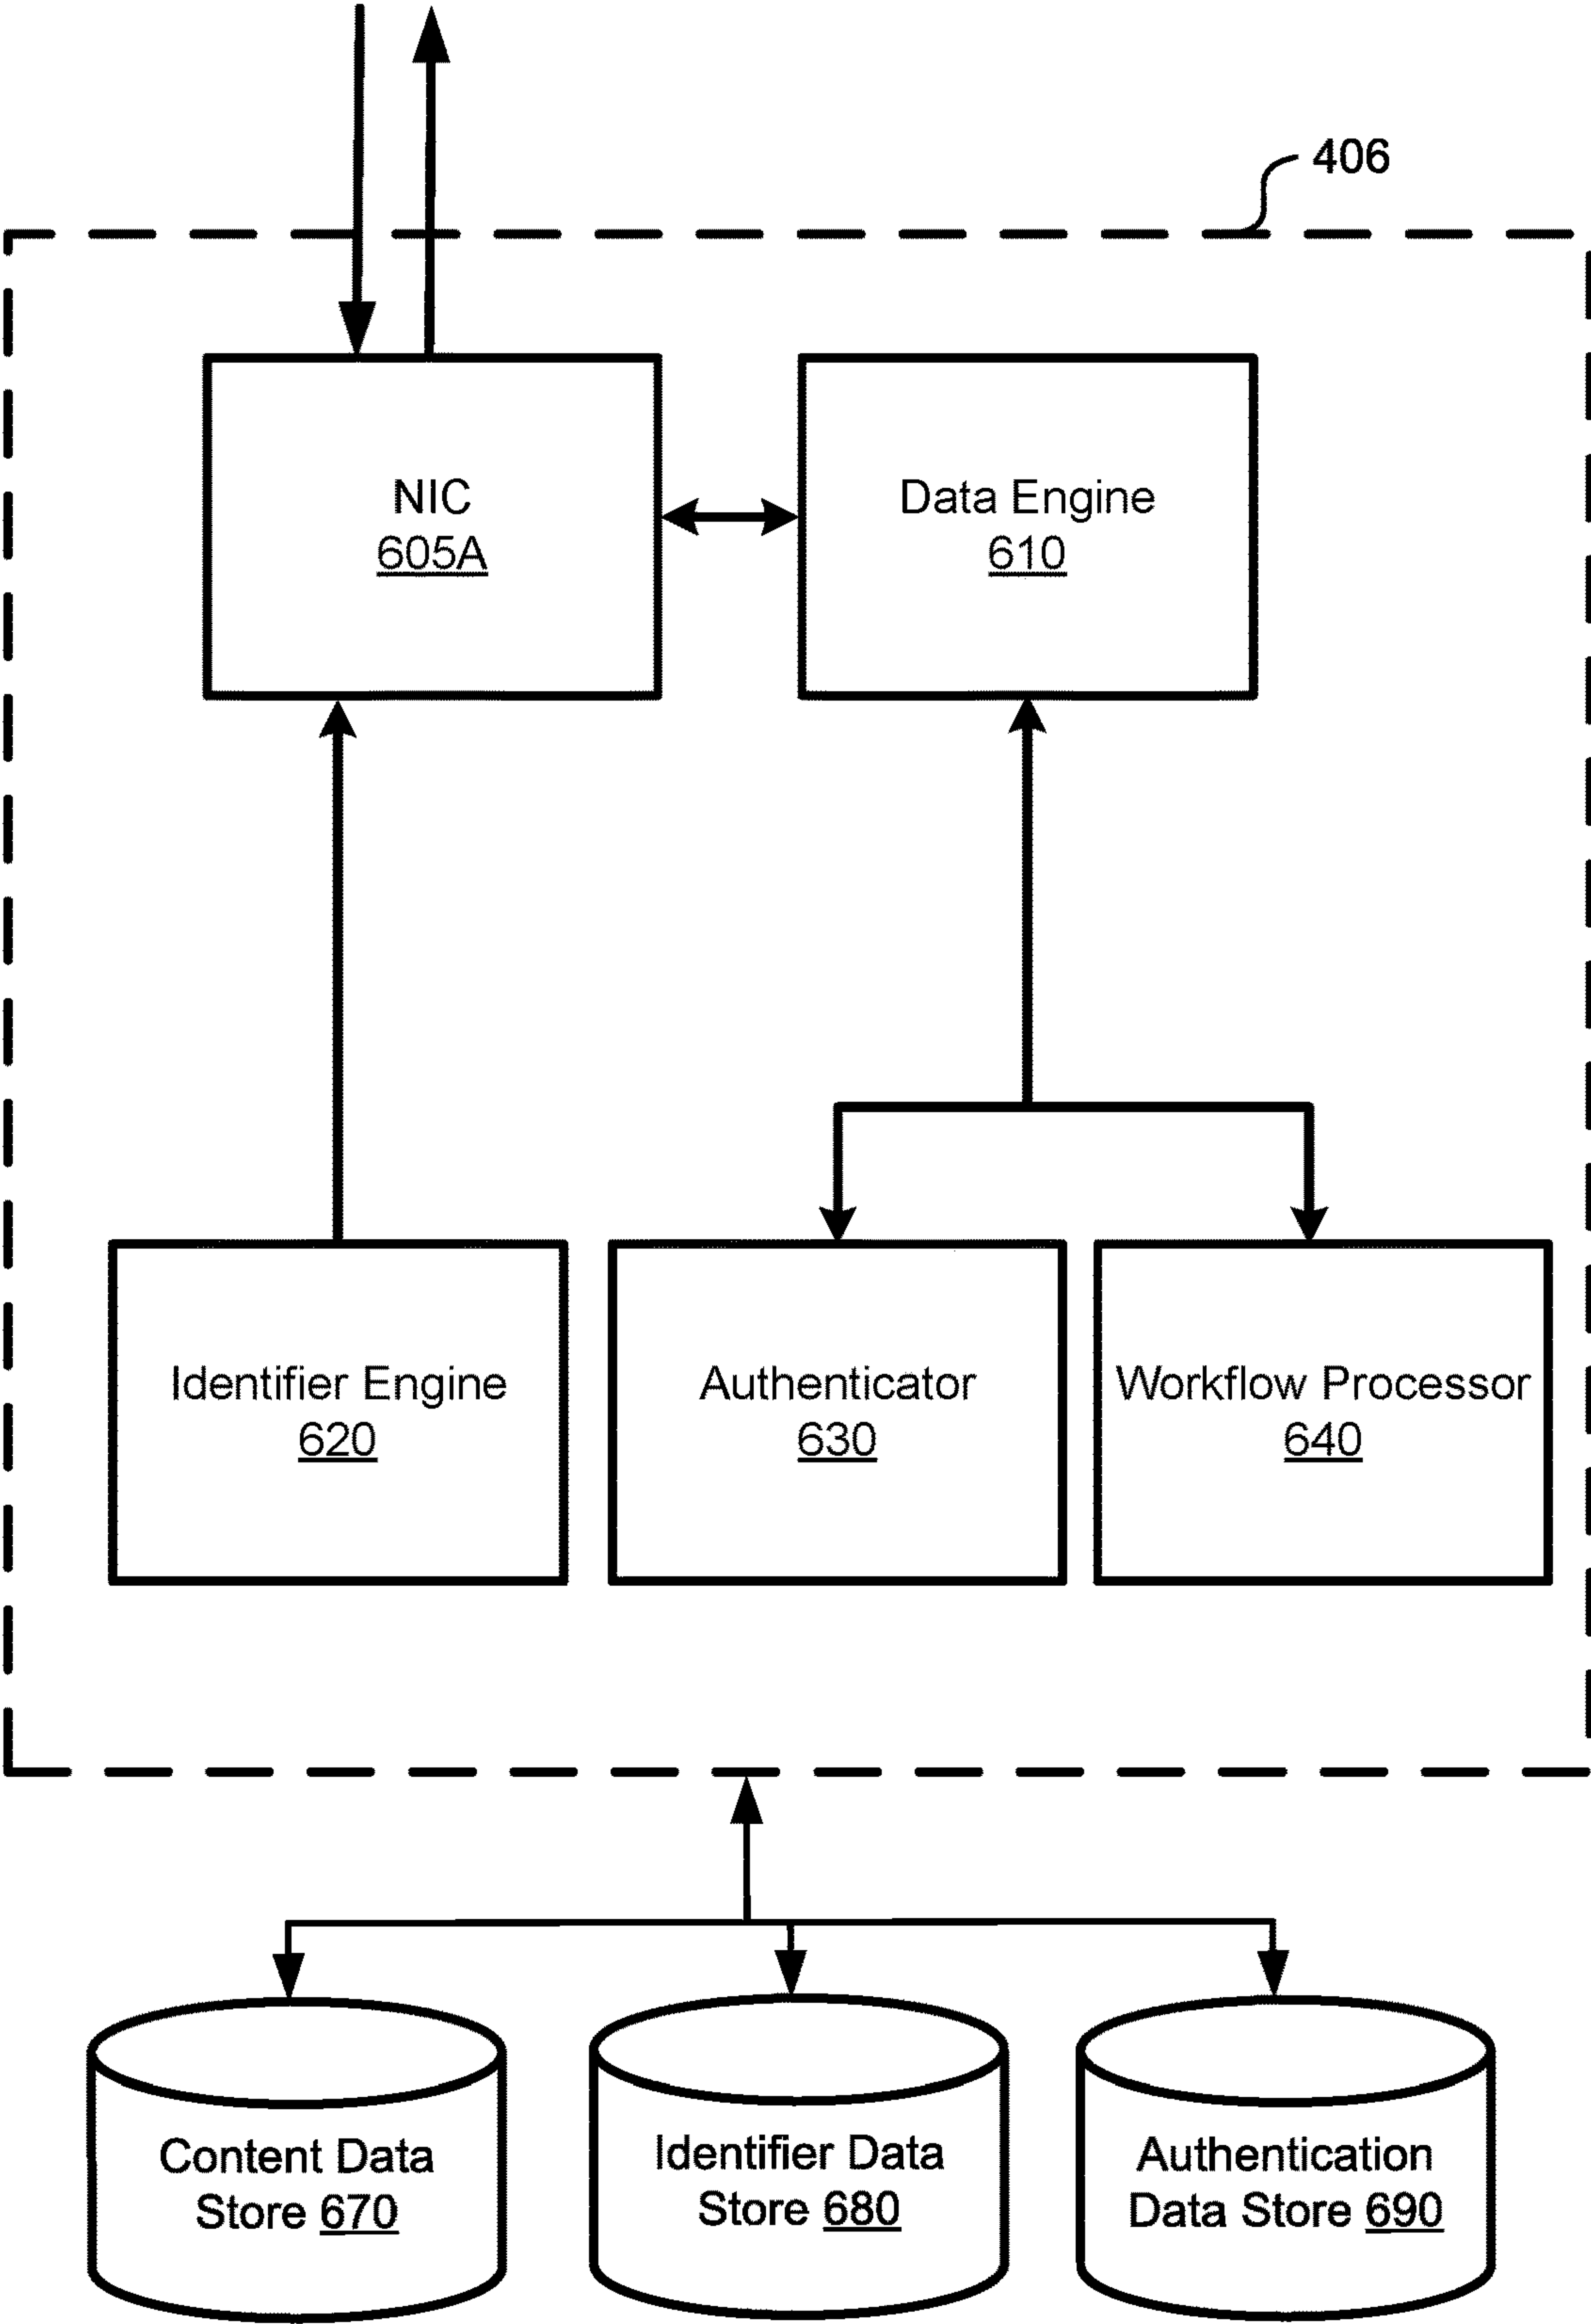 406
NIC
605A
Data Engine
610
Identifier Engine
620
Authenticator
630
Workflow Processor
640
Content Data
Store 670
Identifier Data
Store 680
Authentication
Data Store 690